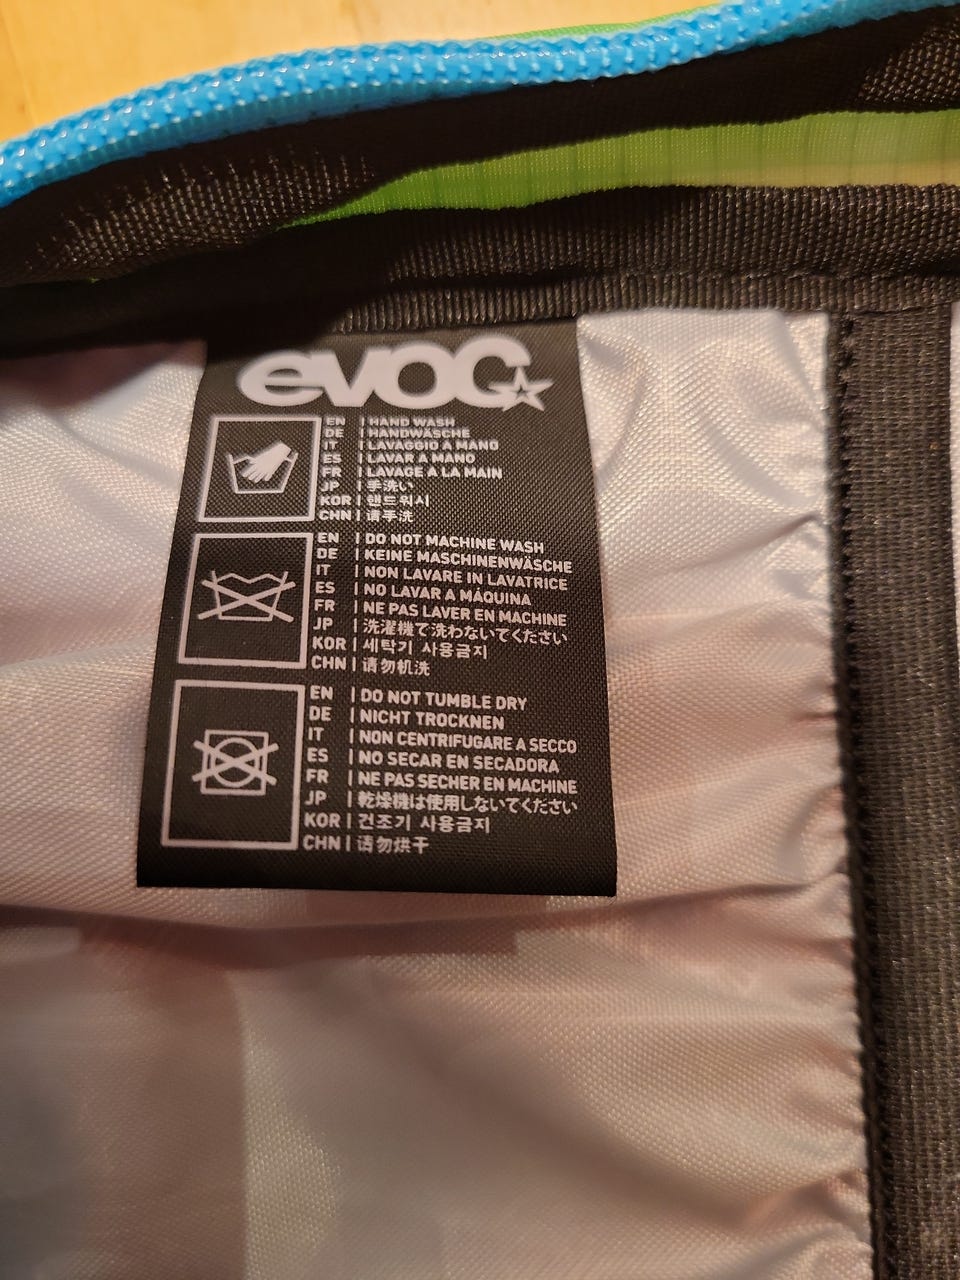 evoc
EN | HAND WASH
DE | HANDWÄSCHE
IT | LAVAGGIO A MANO
ES | LAVAR A MANO
FR | LAVAGE A LA MAIN
JP | 手洗い
KOR | 핸드워시
CHN | 请手洗
EN | DO NOT MACHINE WASH
DE | KEINE MASCHINENWÄSCHE
IT | NON LAVARE IN LAVATRICE
ES | NO LAVAR A MÁQUINA
FR | NE PAS LAVER EN MACHINE
JP | 洗濯機で洗わないてください
KOR | 세탁기 사용금지
CHN | 请勿机洗
EN | DO NOT TUMBLE DRY
DE | NICHT TROCKNEN
IT | NON CENTRIFUGARE A SECCO
ES | NO SECAR EN SECADORA
FR | NE PAS SECHER EN MACHINE
JP | 乾燥機は使用しないてください
KOR | 건조기 사용금지
CHN | 请勿烘干